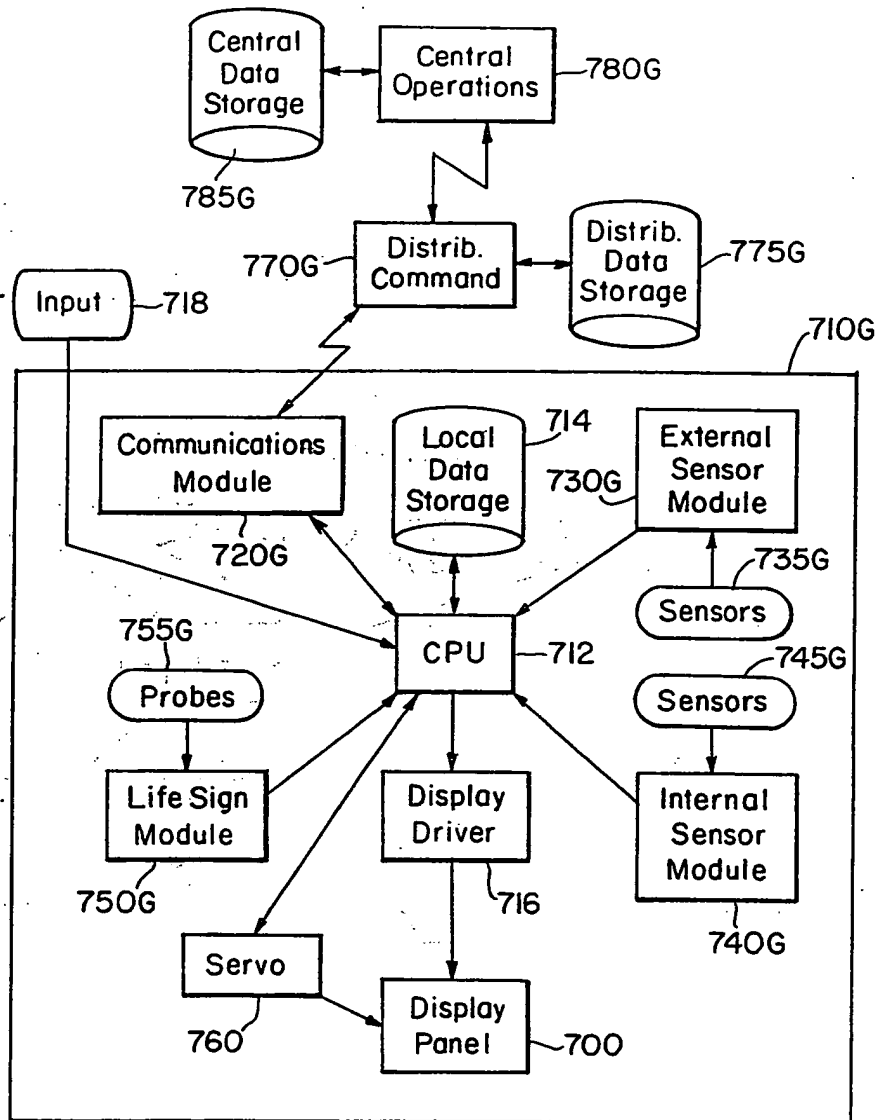 Central
Data
Storage
785G
Central
Operations
780G
770G
Distrib.
Command
Distrib.
Data
Storage
775G
Input
718
710G
Communications
Module
720G
Local
Data
Storage
714
730G
External
Sensor
Module
735G
Sensors
755G
Probes
CPU
712
745G
Sensors
Life Sign
Module
750G
Display
Driver
716
Internal
Sensor
Module
740G
Servo
760
Display
Panel
700